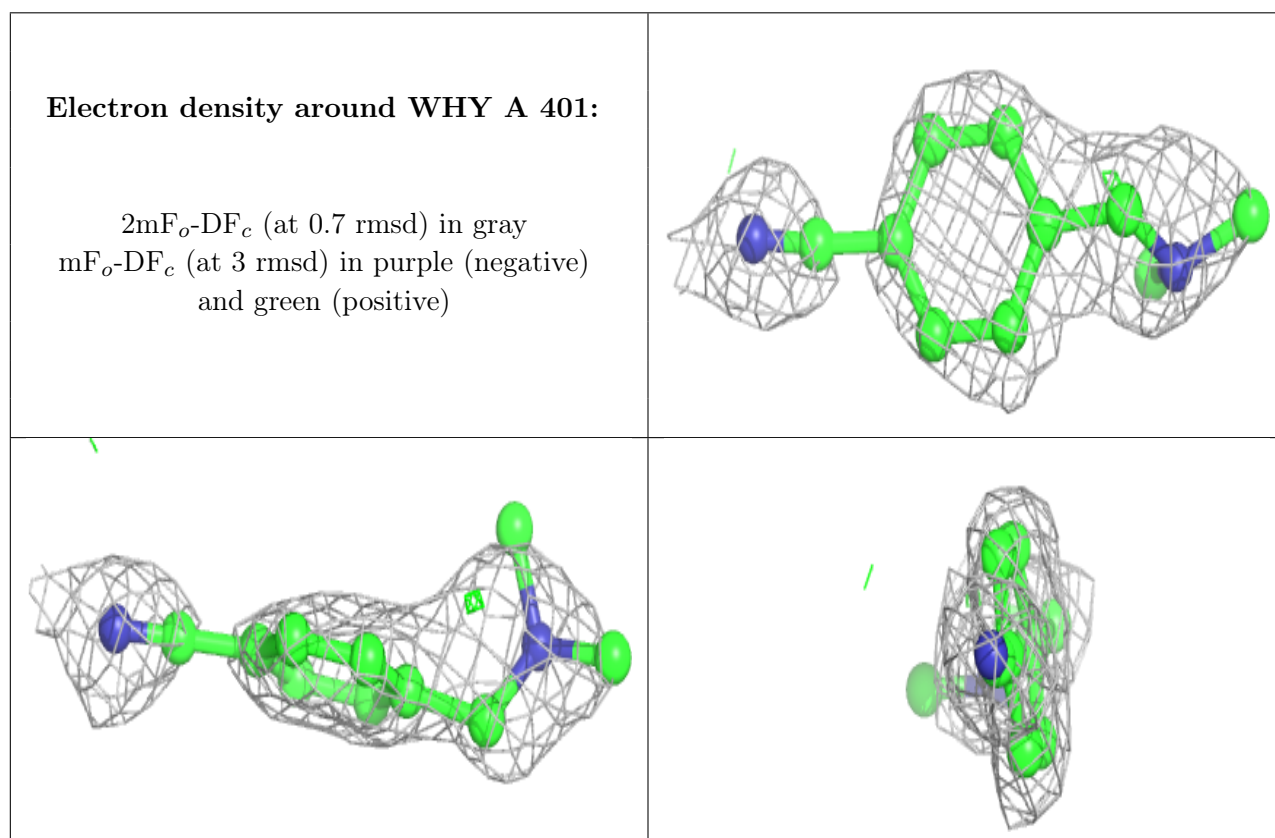 Electron density around WHY A 401:
2mFo-DFc (at 0.7 rmsd) in gray
mFo-DFc (at 3 rmsd) in purple (negative)
and green (positive)